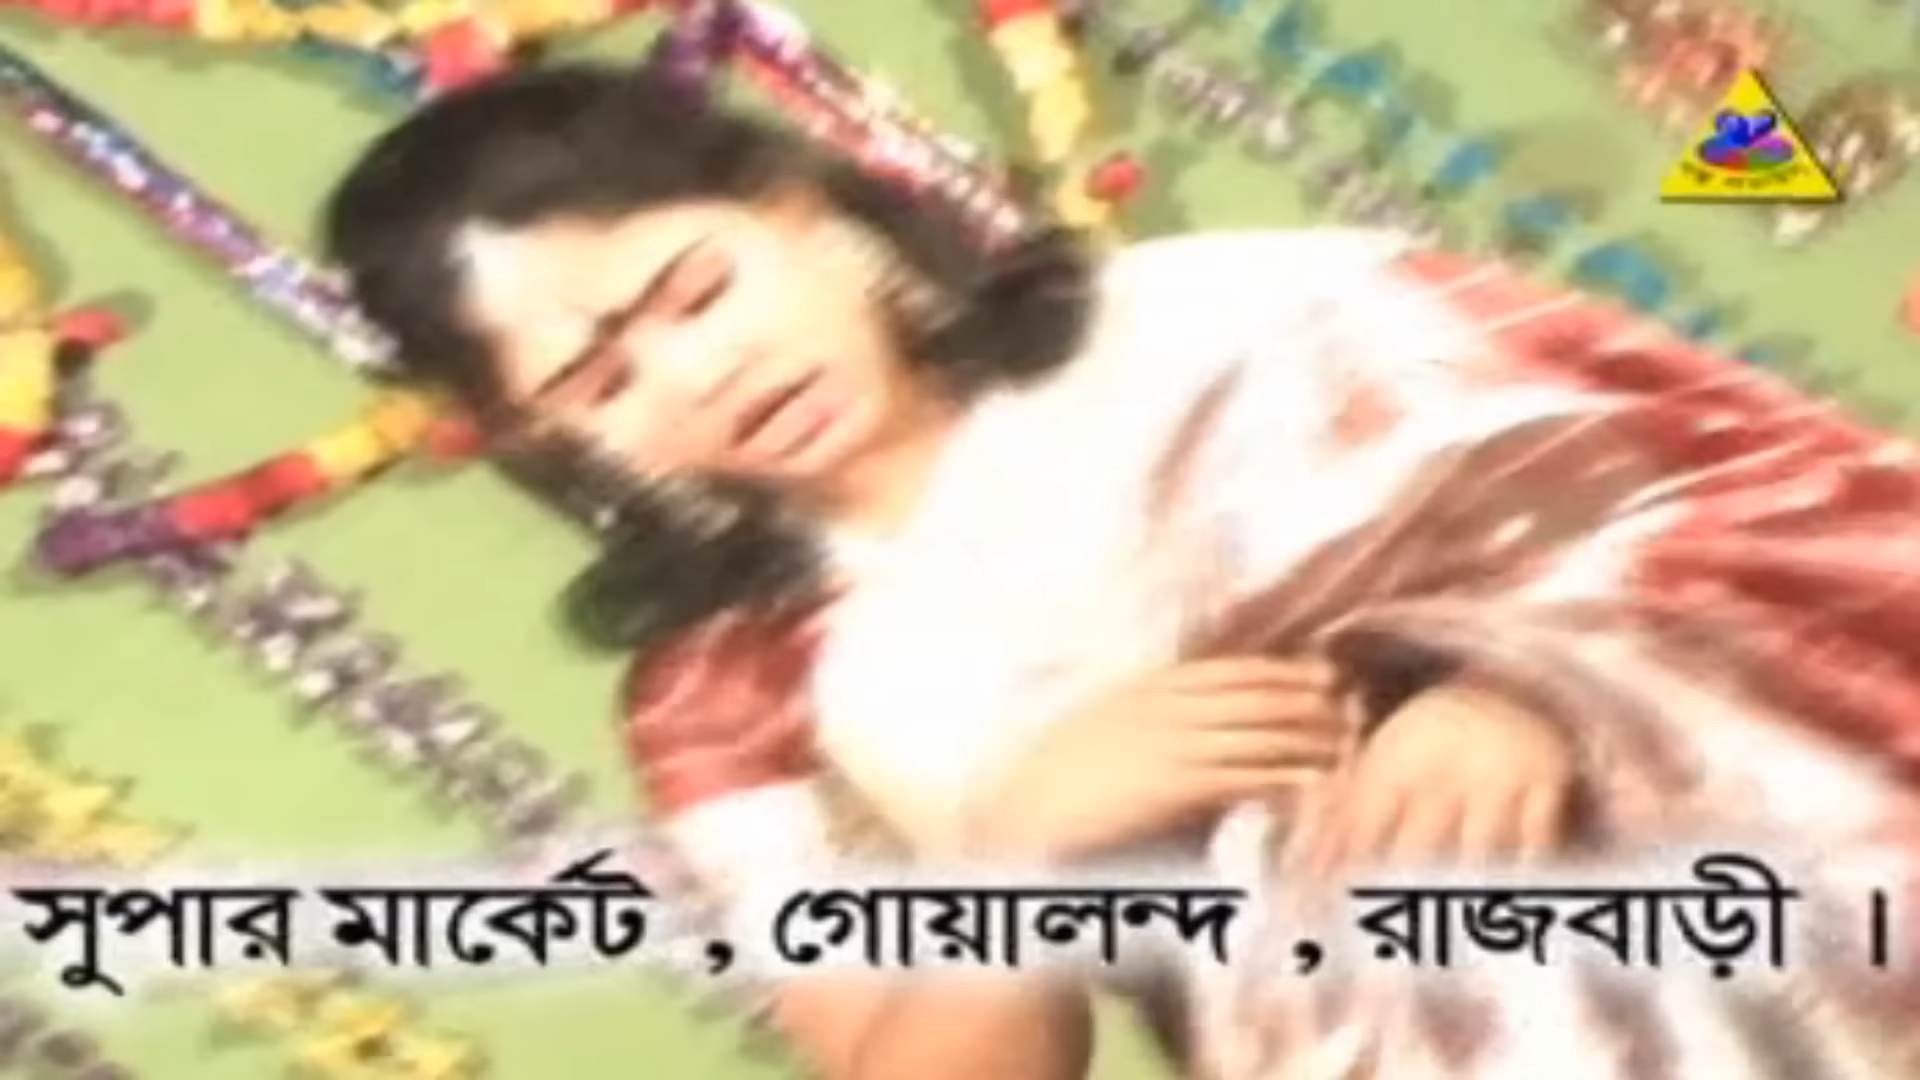 সুপার মার্কেট , গোয়ালন্দ , রাজবাড়ী ।